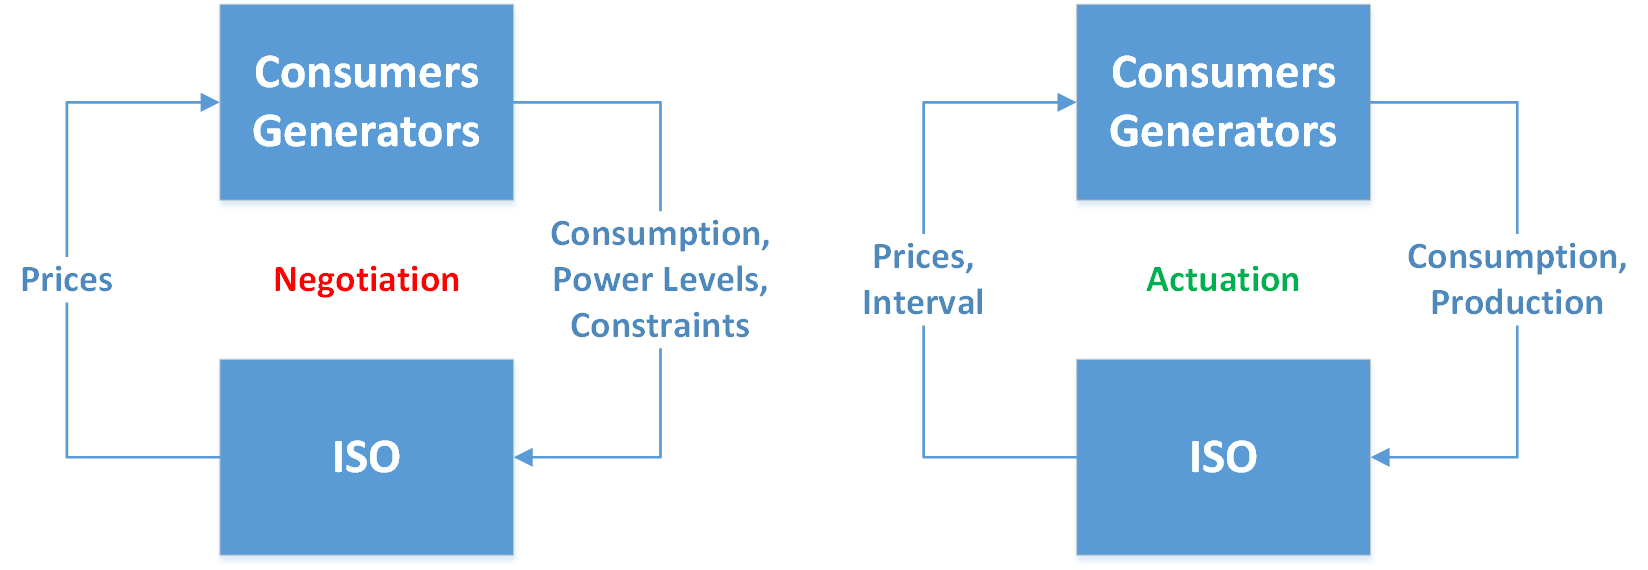 Consumers
Generators
Prices
Negotiation
Consumption,
Power Levels,
Constraints
ISO
Consumers
Generators
Prices,
Interval
Actuation
Consumption,
Production
ISO